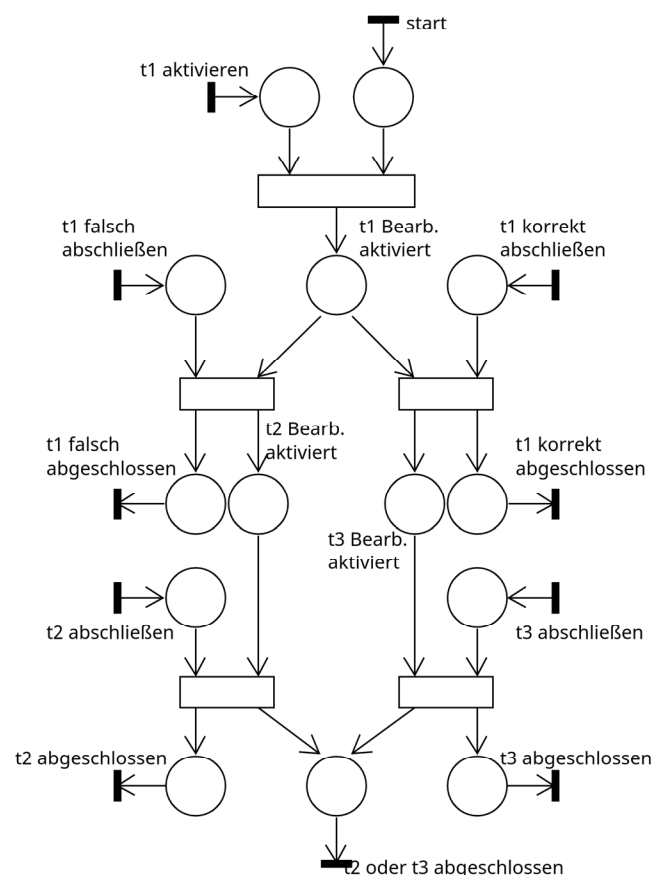 start
t1 aktivieren
t1 falsch
abschließen
t1 Bearb.
aktiviert
t1 korrekt
abschließen
t1 falsch
abgeschlossen
t2 Bearb.
aktiviert
t1 korrekt
abgeschlossen
t3 Bearb.
aktiviert
t2 abschließen
t3 abschließen
t2 abgeschlossen
t3 abgeschlossen
t2 oder t3 abgeschlossen